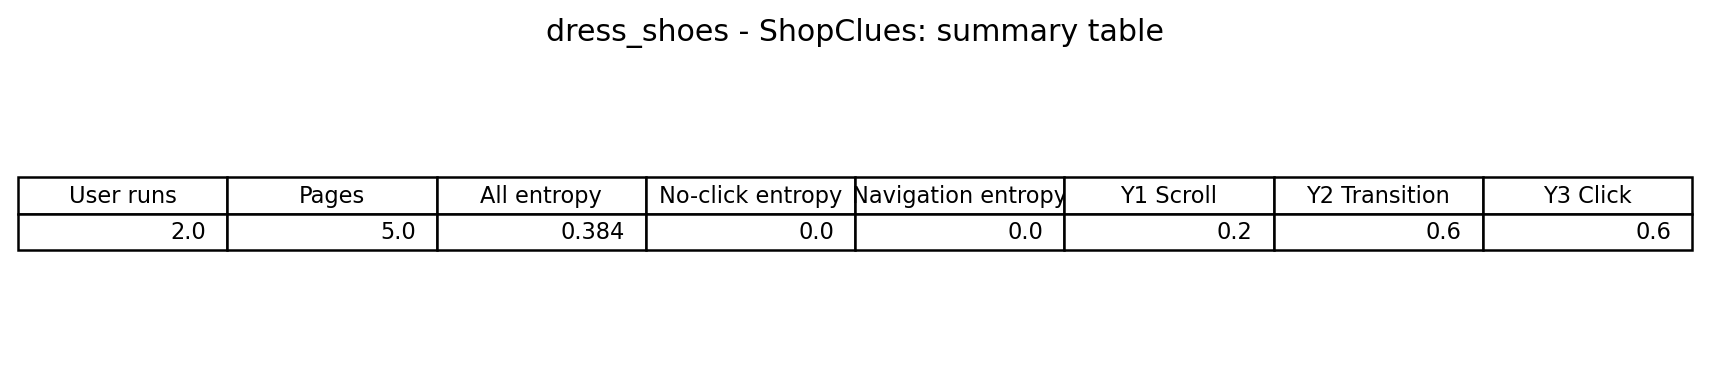 dress_shoes - ShopClues: summary table
User runs Pages All entropy No-click entropy Navigation entropy Y1 Scroll Y2 Transition Y3 Click
2.0 5.0 0.384 0.0 0.0 0.2 0.6 0.6